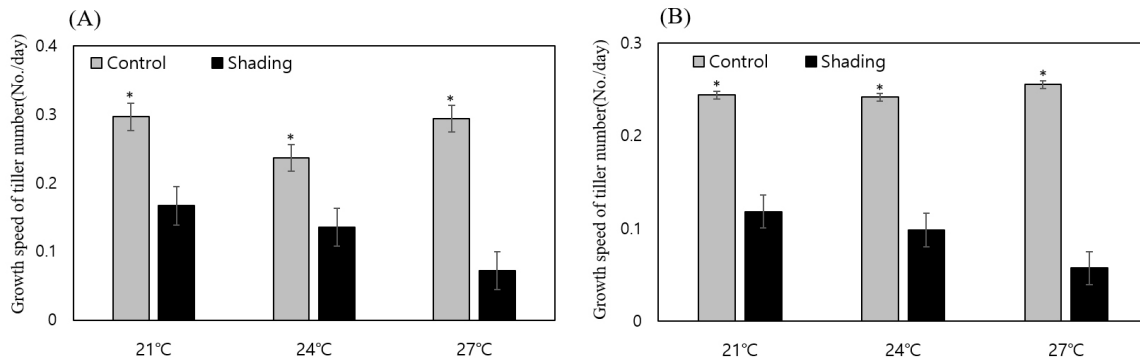 (A)
Growth speed of tiller number(No./day)
0.4
0.3
0.2
0.1
0
Control Shading
*
*
*
21℃ 24℃ 27℃
(B)
Growth speed of tiller number(No./day)
0.3
0.2
0.1
0
Control Shading
*
*
*
21℃ 24℃ 27℃